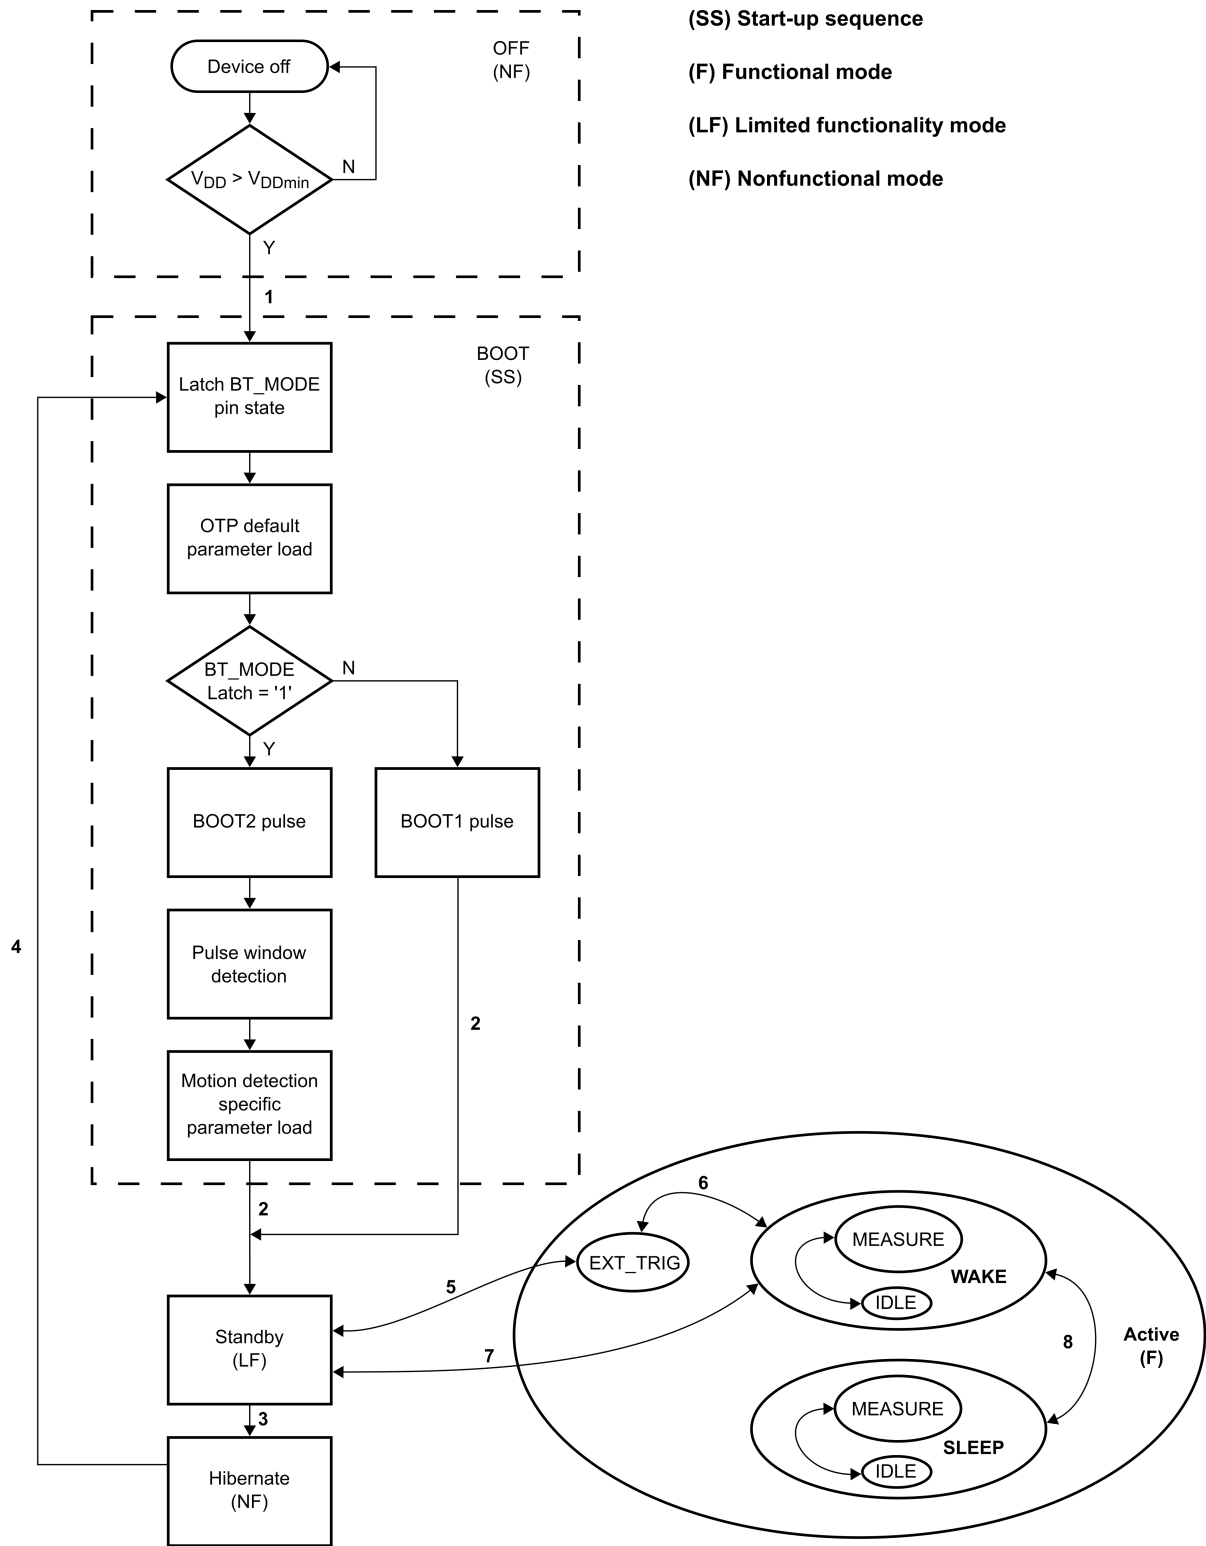 (SS) Start-up sequence
(F) Functional mode
(LF) Limited functionality mode
(NF) Nonfunctional mode
OFF
(NF)
Device off
VDD > VDDmin
N
Y
1
BOOT
(SS)
Latch BT_MODE
pin state
OTP default
parameter load
BT_MODE
Latch = '1'
N
Y
BOOT2 pulse
BOOT1 pulse
4
Pulse window
detection
2
Motion detection
specific
parameter load
2
6
EXT_TRIG
MEASURE
WAKE
IDLE
5
Standby
(LF)
7
8
Active
(F)
3
MEASURE
SLEEP
IDLE
Hibernate
(NF)